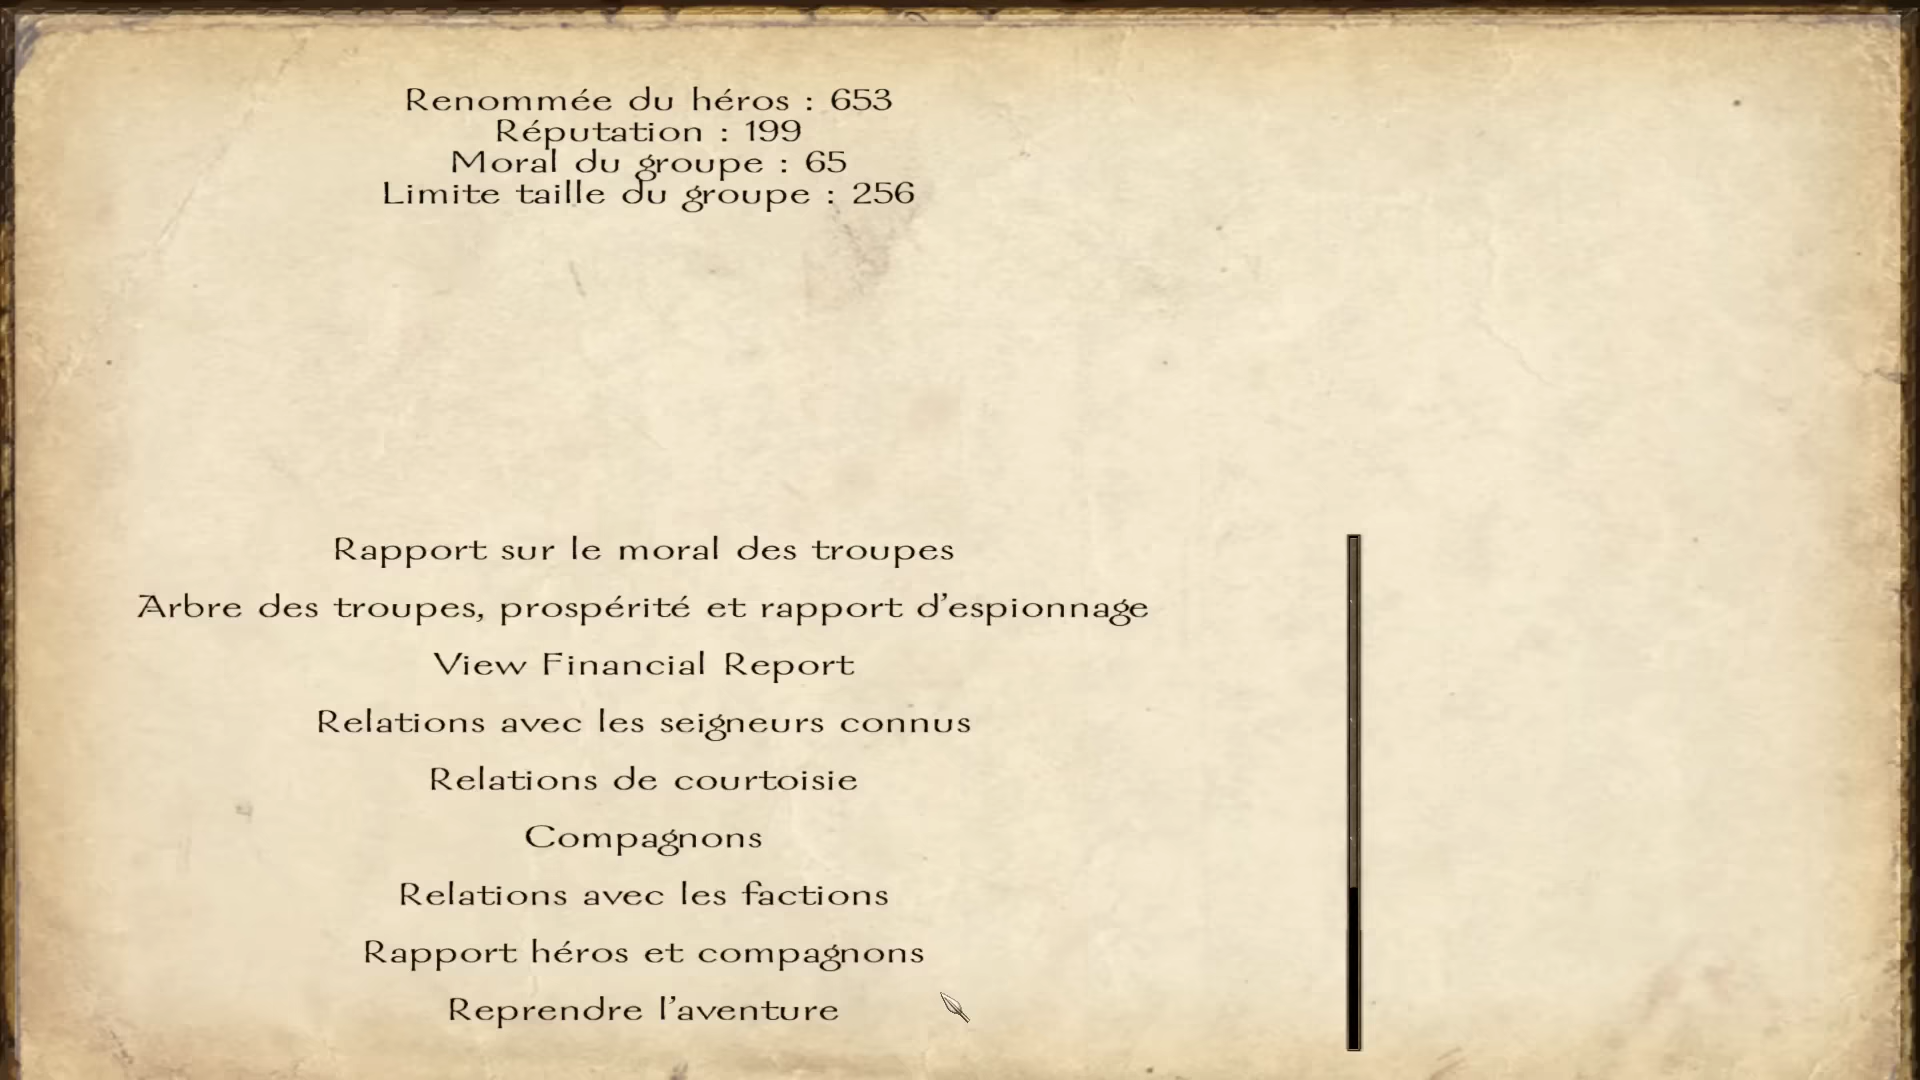 Renommée du héros : 653
Réputation : 199
Moral du groupe : 65
Limite taille du groupe : 256
Rapport sur le moral des troupes
Arbre des troupes, prospérité et rapport d'espionnage
View Financial Report
Relations avec les seigneurs connus
Relations de courtoisie
Compagnons
Relations avec les factions
Rapport héros et compagnons
Reprendre l'aventure